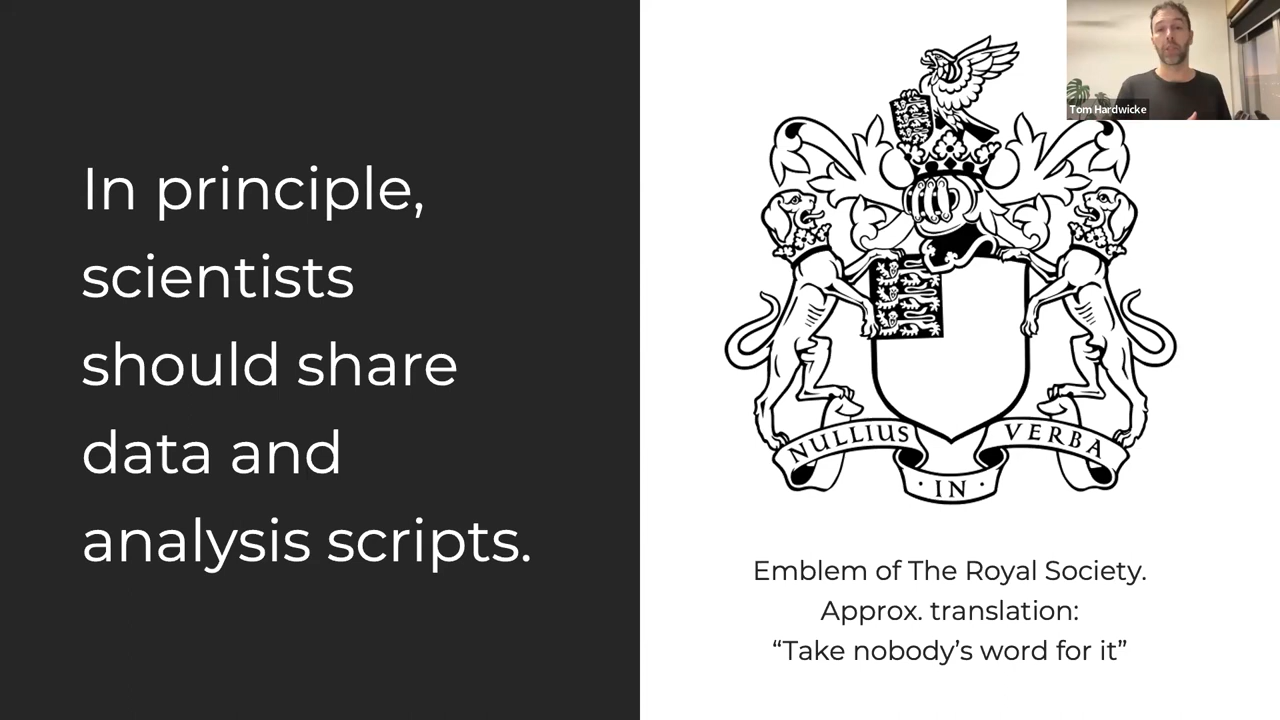 In principle,
scientists
should share
data and
analysis scripts.
Tom Hardwicke
NULLIUS
IN
VERBA
Emblem of The Royal Society.
Approx. translation:
“Take nobody’s word for it”